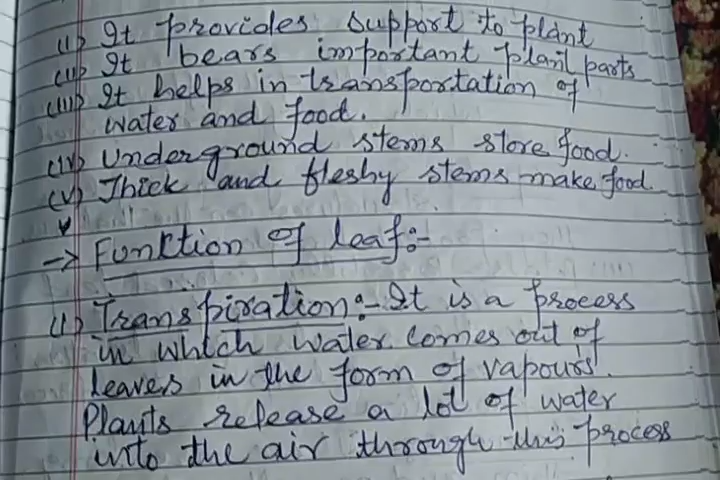 (i) It provides support to plant
(ii) It bears important plant parts
(iii) It helps in transportation of
water and food.
(iv) Underground stems store food.
(v) Thick and fleshy stems make food.
→ Funktion of leaf:-
(i) Transpiration:- It is a process
in which water comes out of
leaves in the form of vapours.
Plants release a lot of water
into the air through this process